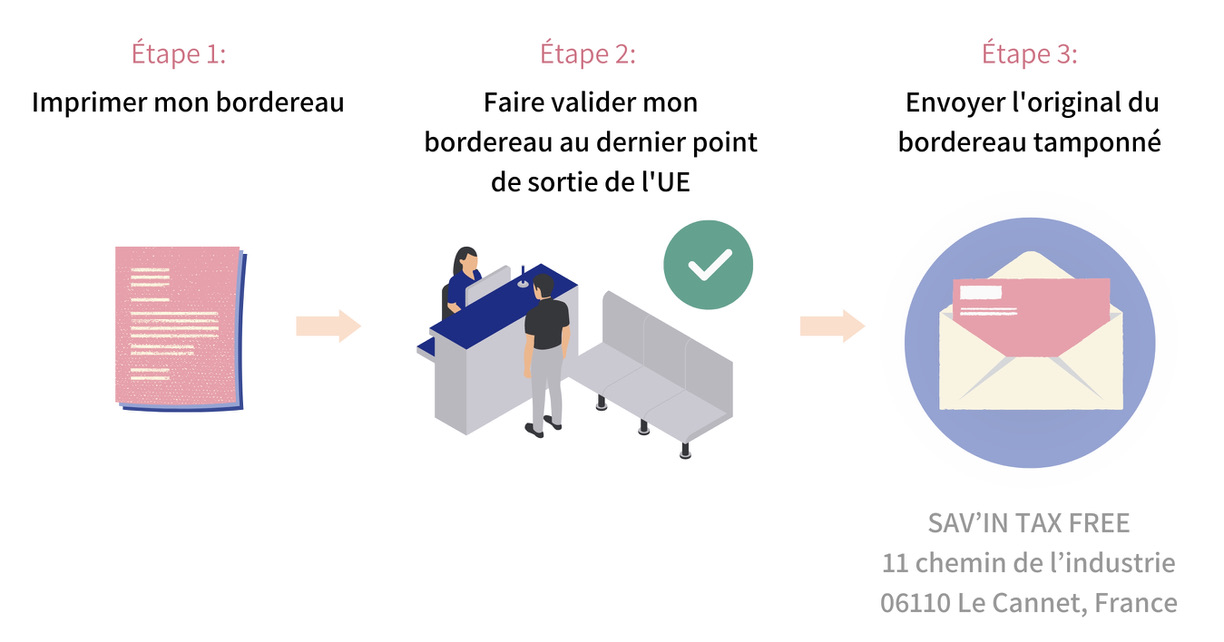 Étape 1:
Imprimer mon bordereau
Étape 2:
Faire valider mon
bordereau au dernier point
de sortie de l'UE
Étape 3:
Envoyer l'original du
bordereau tamponné
SAV’IN TAX FREE
11 chemin de l’industrie
06110 Le Cannet, France